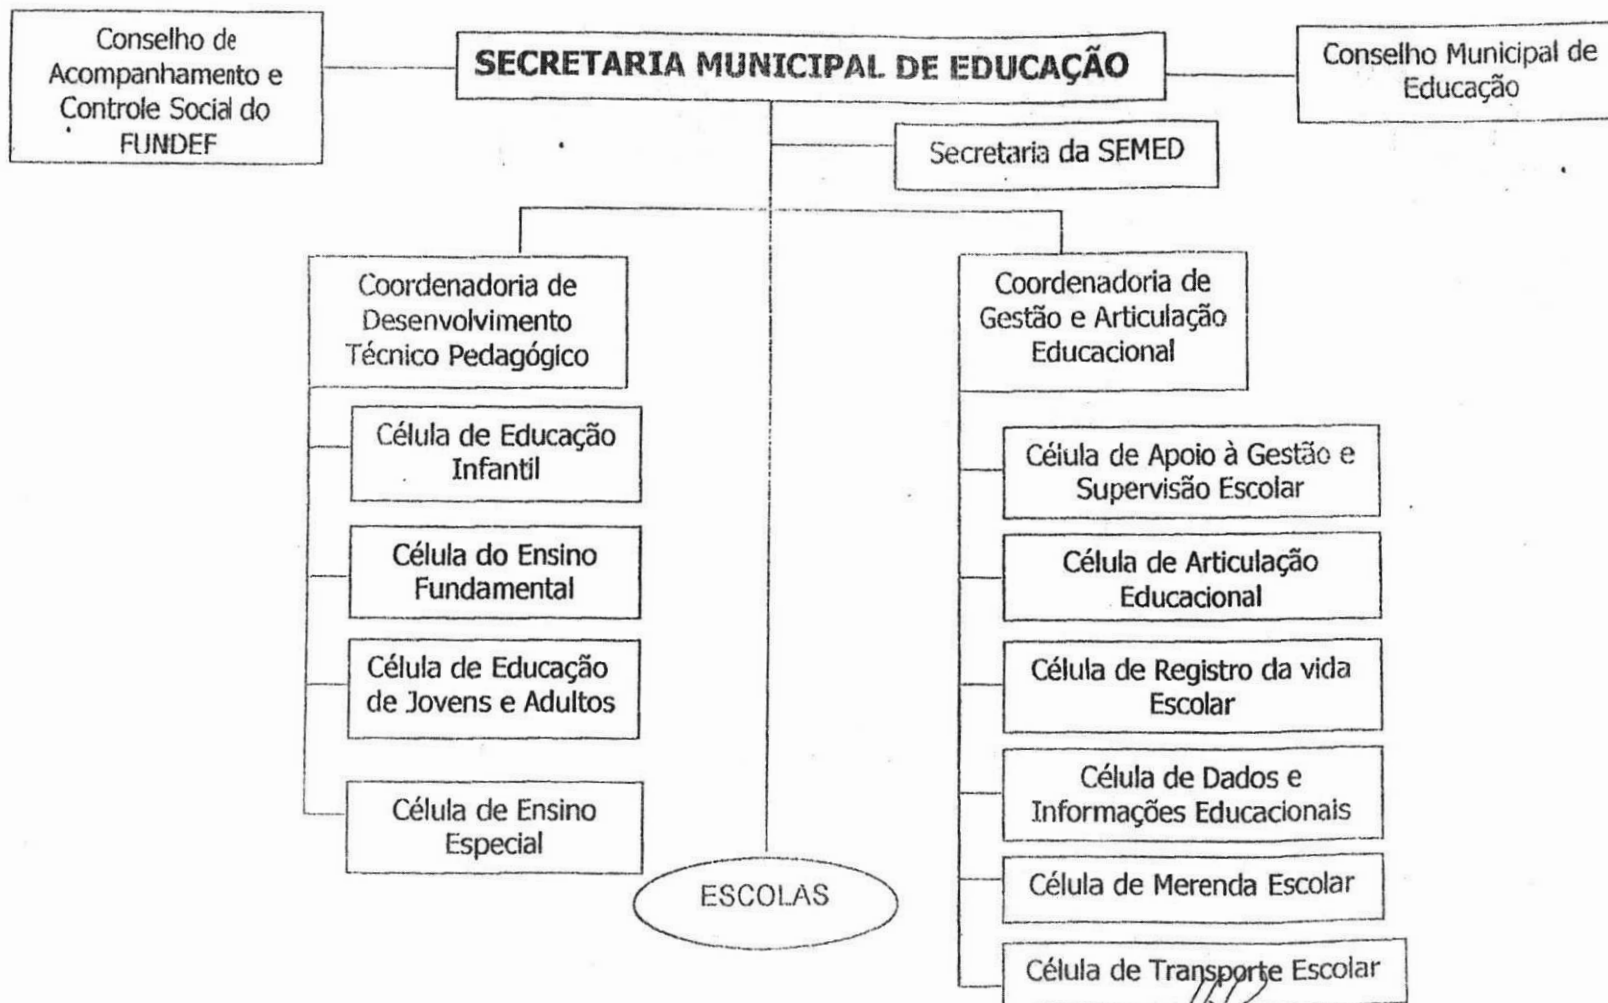 Conselho de
Acompanhamento e
Controle Social do
FUNDEF
SECRETARIA MUNICIPAL DE EDUCAÇÃO
Conselho Municipal de
Educação
Secretaria da SEMED
Coordenadoria de
Desenvolvimento
Técnico Pedagógico
Célula de Educação
Infantil
Célula do Ensino
Fundamental
Célula de Educação
de Jovens e Adultos
Célula de Ensino
Especial
Coordenadoria de
Gestão e Articulação
Educacional
Célula de Apoio à Gestão e
Supervisão Escolar
Célula de Articulação
Educacional
Célula de Registro da vida
Escolar
Célula de Dados e
Informações Educacionais
Célula de Merenda Escolar
Célula de Transporte Escolar
ESCOLAS